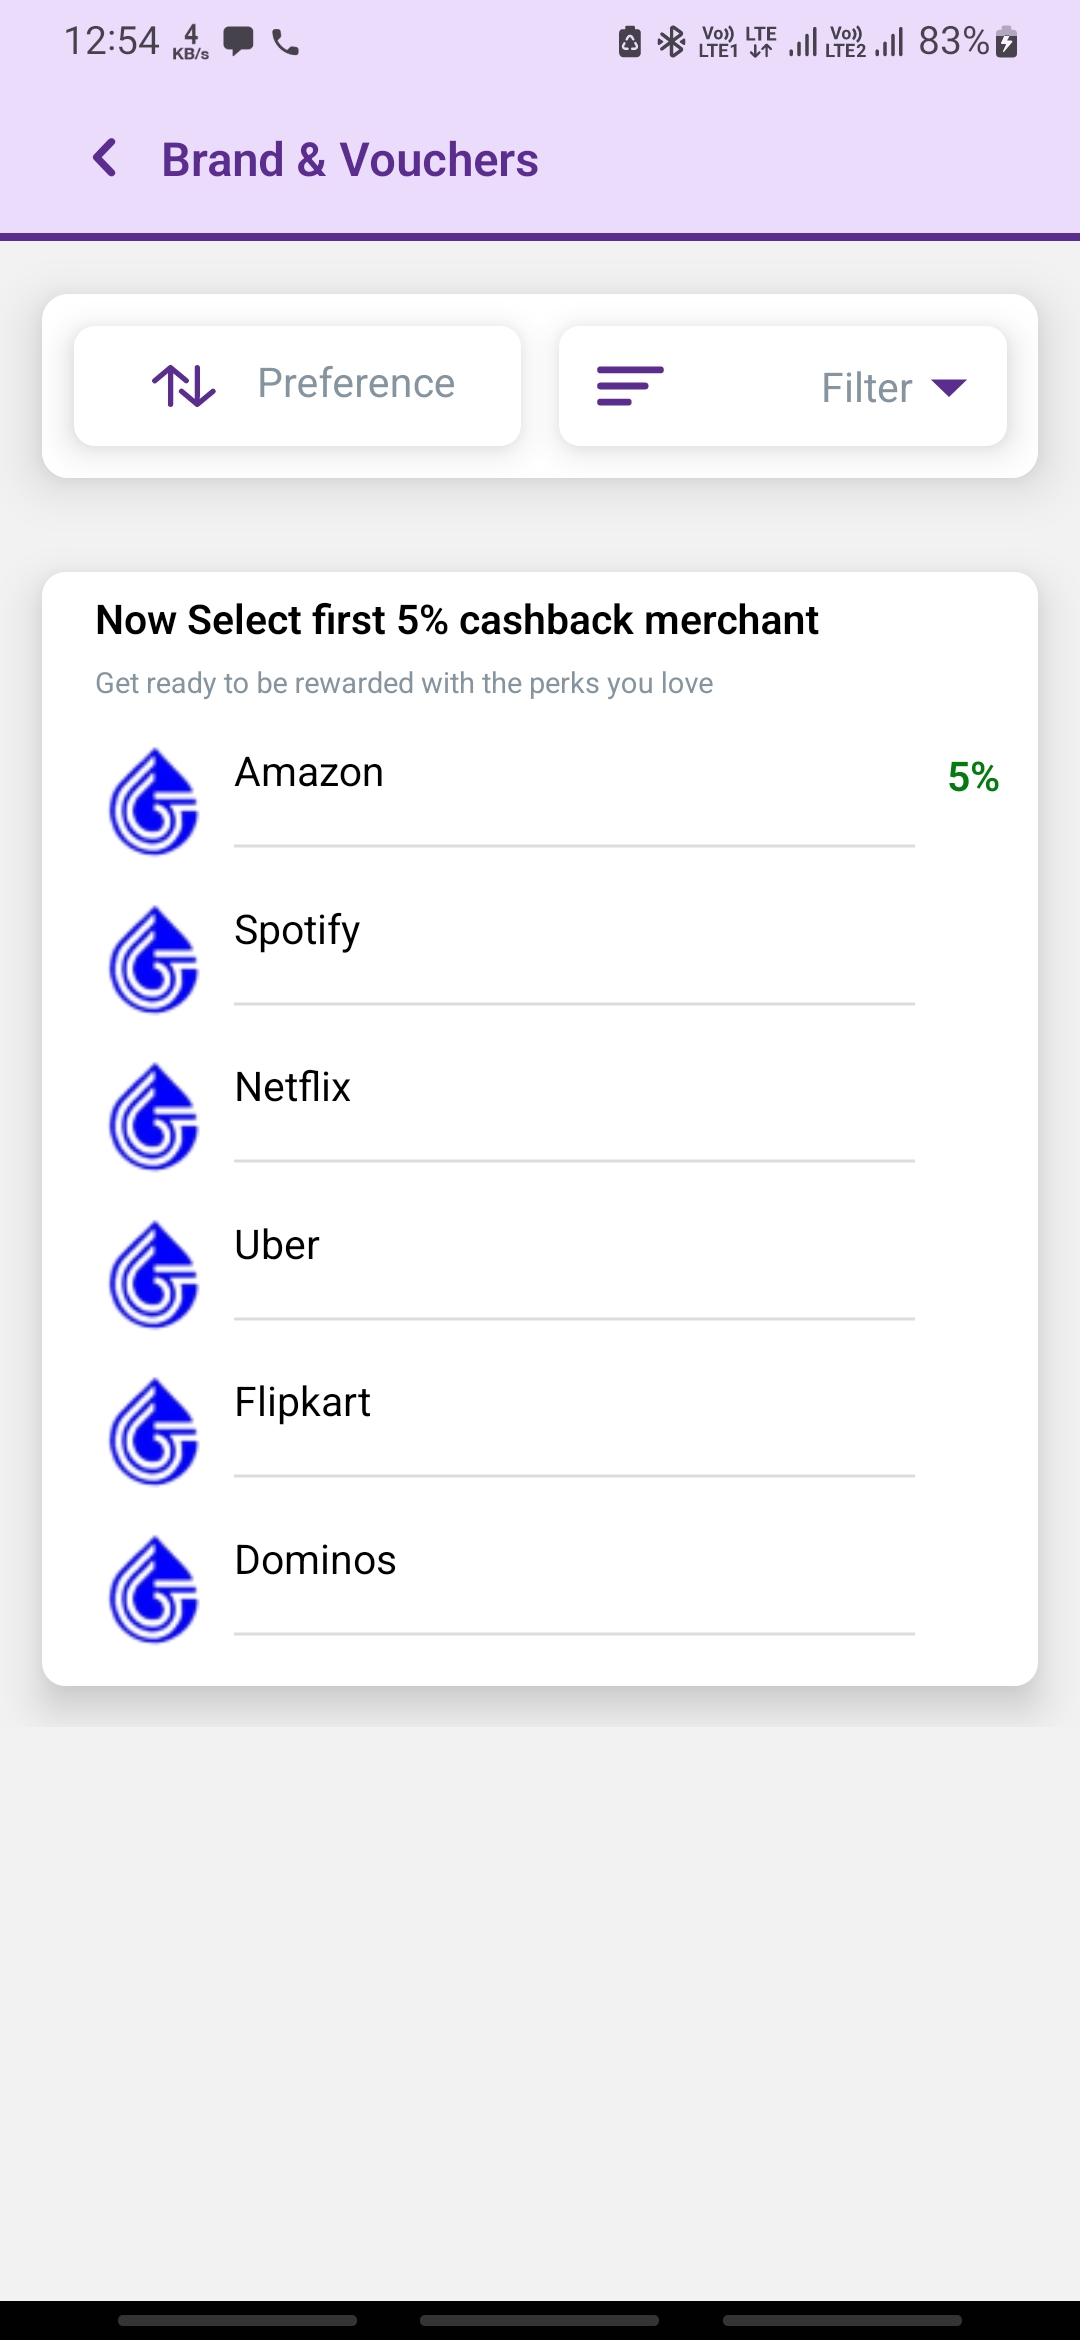 12:54 4 KB/s Vo)) LTE1 LTE Vo)) LTE2 83%
Brand & Vouchers
Preference Filter
Now Select first 5% cashback merchant
Get ready to be rewarded with the perks you love
Amazon 5%
Spotify
Netflix
Uber
Flipkart
Dominos